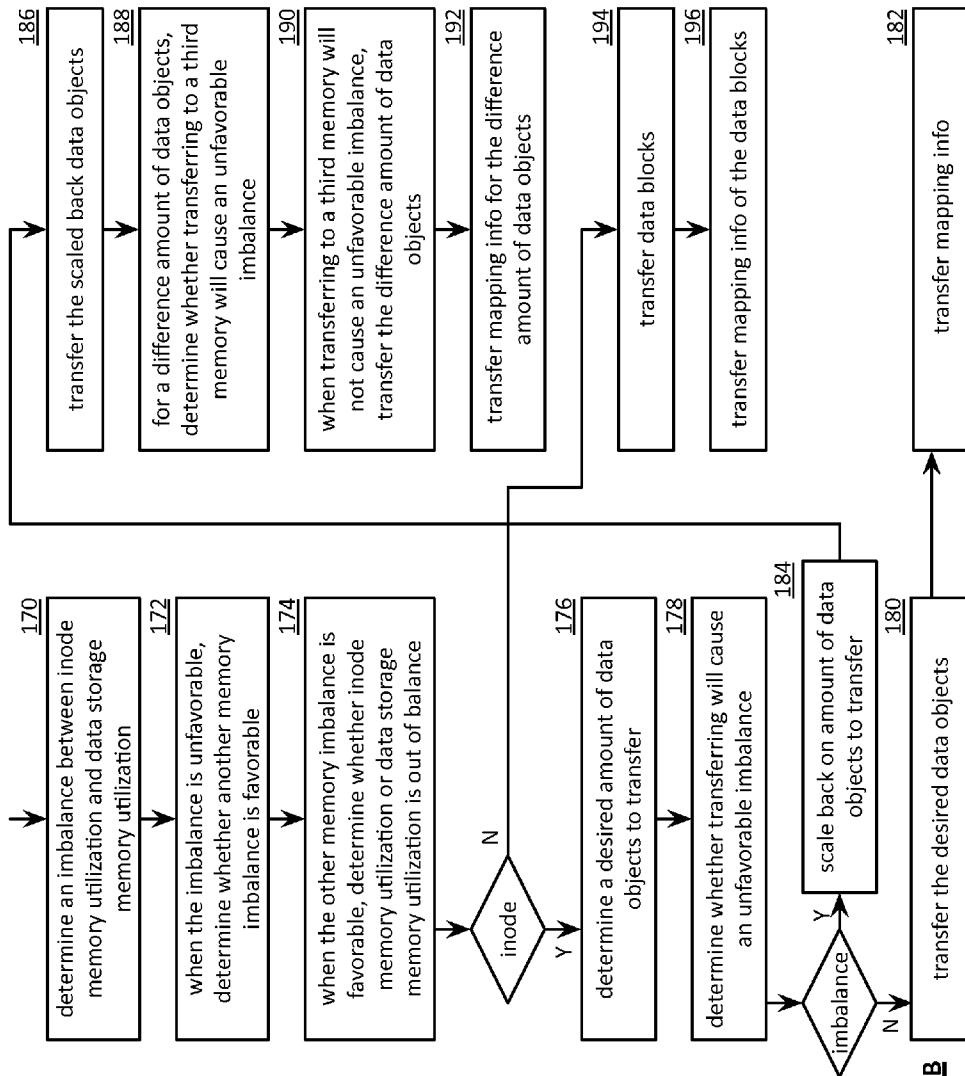 170
determine an imbalance between inode
memory utilization and data storage
memory utilization
172
when the imbalance is unfavorable,
determine whether another memory
imbalance is favorable
174
when the other memory imbalance is
favorable, determine whether inode
memory utilization or data storage
memory utilization is out of balance
inode
N
Y
176
determine a desired amount of data
objects to transfer
178
determine whether transferring will cause
an unfavorable imbalance
imbalance
Y
N
184
scale back on amount of data
objects to transfer
180
transfer the desired data objects
B
186
transfer the scaled back data objects
188
for a difference amount of data objects,
determine whether transferring to a third
memory will cause an unfavorable
imbalance
190
when transferring to a third memory will
not cause an unfavorable imbalance,
transfer the difference amount of data
objects
192
transfer mapping info for the difference
amount of data objects
194
transfer data blocks
196
transfer mapping info of the data blocks
182
transfer mapping info